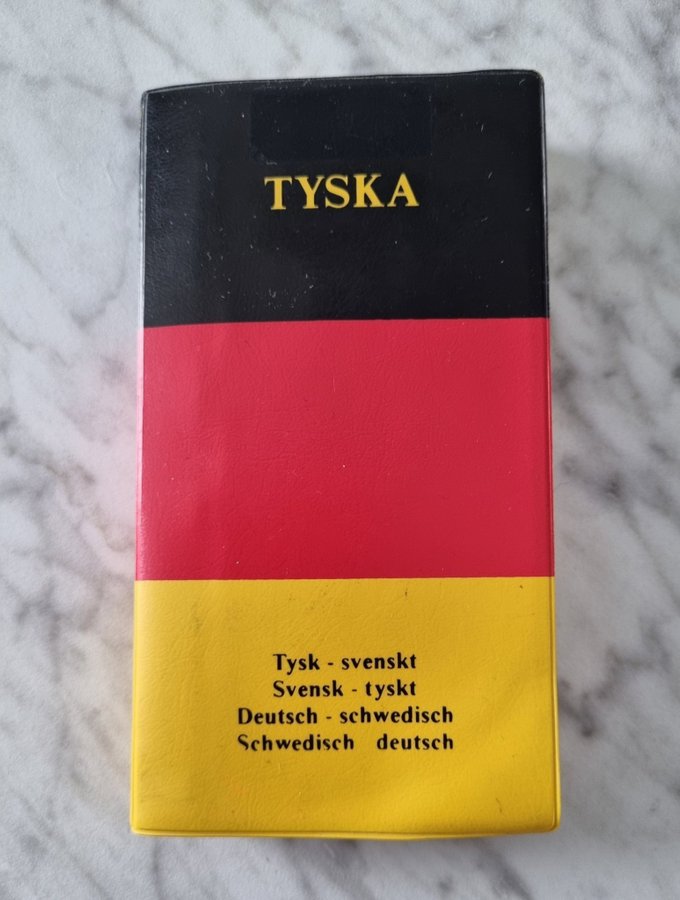 TYSKA
Tysk - svenskt
Svensk - tyskt
Deutsch - schwedisch
Schwedisch deutsch